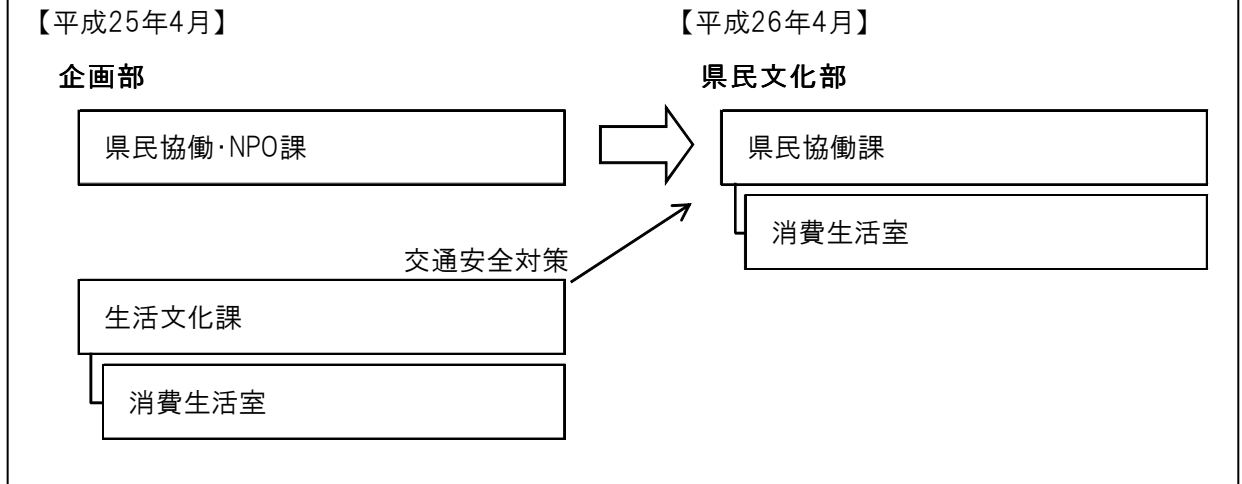 【平成25年4月】
【平成26年4月】
企画部
県民文化部
県民協働・NPO課
県民協働課
消費生活室
交通安全対策
生活文化課
消費生活室